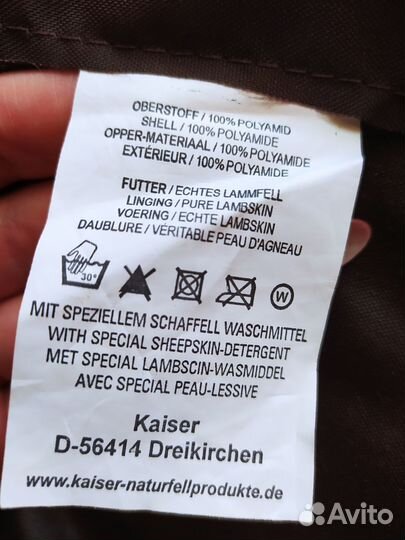 OBERSTOFF / 100% POLYAMID
SHELL / 100% POLYAMIDE
OPPER-MATERIAAL / 100% POLYAMIDE
EXTÉRIEUR / 100% POLYAMIDE
FUTTER / ECHTES LAMMFELL
LINGING / PURE LAMBSKIN
VOERING / ECHTE LAMBSKIN
DAUBLURE / VÉRITABLE PEAU D'AGNEAU
30° W
MIT SPEZIELLEM SCHAFFELL WASCHMITTEL
WITH SPECIAL SHEEPSKIN-DETERGENT
MET SPECIAL LAMBSCIN-WASMIDDEL
AVEC SPECIAL PEAU-LESSIVE
Kaiser
D-56414 Dreikirchen
www.kaiser-naturfellprodukte.de
Avito